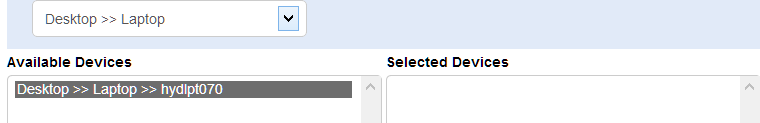 Desktop >> Laptop
Available Devices
Selected Devices
Desktop >> Laptop >> hydlpt070